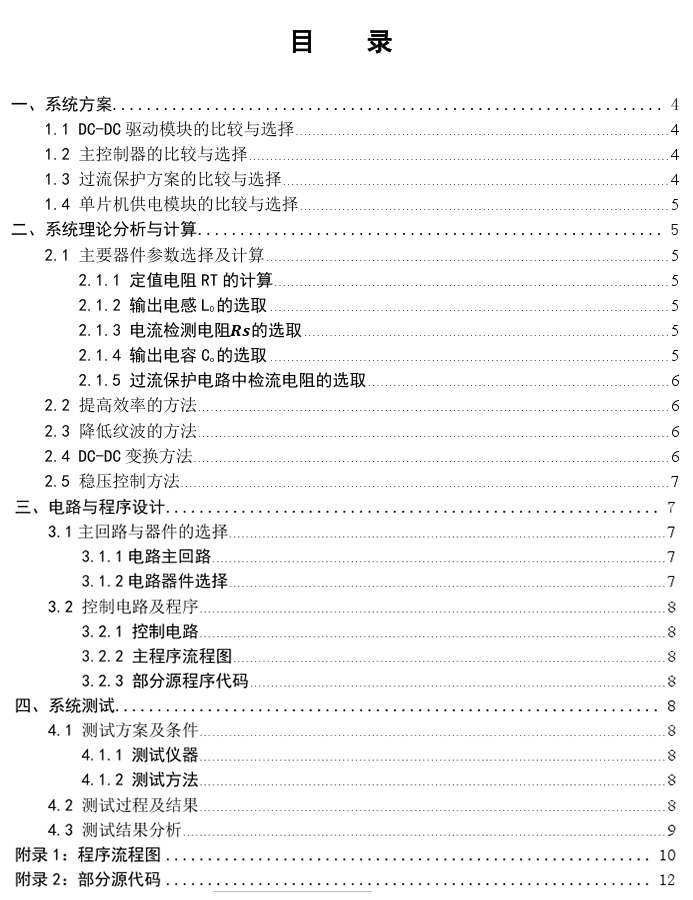 目 录
一、系统方案.................................................................. 4
1.1 DC-DC 驱动模块的比较与选择.................................................................. 4
1.2 主控制器的比较与选择.................................................................. 4
1.3 过流保护方案的比较与选择.................................................................. 4
1.4 单片机供电模块的比较与选择.................................................................. 5
二、系统理论分析与计算.................................................................. 5
2.1 主要器件参数选择及计算.................................................................. 5
2.1.1 定值电阻 RT 的计算.................................................................. 5
2.1.2 输出电感 L₀的选取.................................................................. 5
2.1.3 电流检测电阻Rs的选取.................................................................. 5
2.1.4 输出电容 C₀的选取.................................................................. 5
2.1.5 过流保护电路中检流电阻的选取.................................................................. 6
2.2 提高效率的方法.................................................................. 6
2.3 降低纹波的方法.................................................................. 6
2.4 DC-DC 变换方法.................................................................. 6
2.5 稳压控制方法.................................................................. 7
三、电路与程序设计.................................................................. 7
3.1主回路与器件的选择.................................................................. 7
3.1.1电路主回路.................................................................. 7
3.1.2电路器件选择.................................................................. 7
3.2 控制电路及程序.................................................................. 8
3.2.1 控制电路.................................................................. 8
3.2.2 主程序流程图.................................................................. 8
3.2.3 部分源程序代码.................................................................. 8
四、系统测试.................................................................. 8
4.1 测试方案及条件.................................................................. 8
4.1.1 测试仪器.................................................................. 8
4.1.2 测试方法.................................................................. 8
4.2 测试过程及结果.................................................................. 8
4.3 测试结果分析.................................................................. 9
附录 1：程序流程图.................................................................. 10
附录 2：部分源代码.................................................................. 12